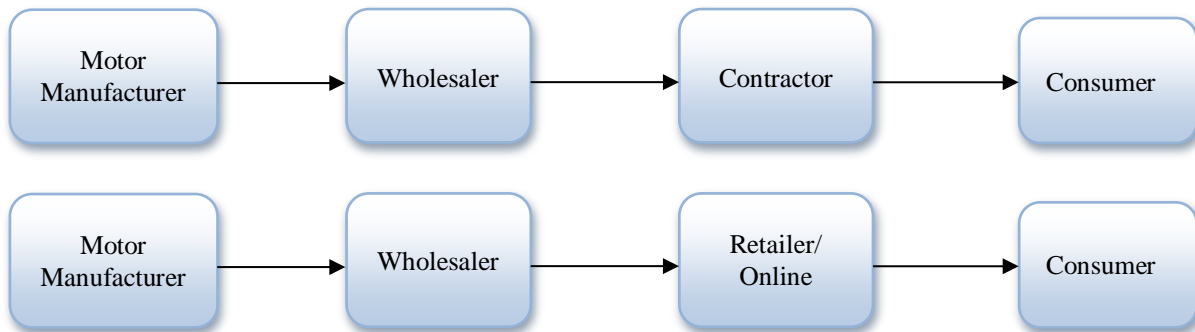 Motor
Manufacturer
Wholesaler
Contractor
Consumer
Motor
Manufacturer
Wholesaler
Retailer/
Online
Consumer